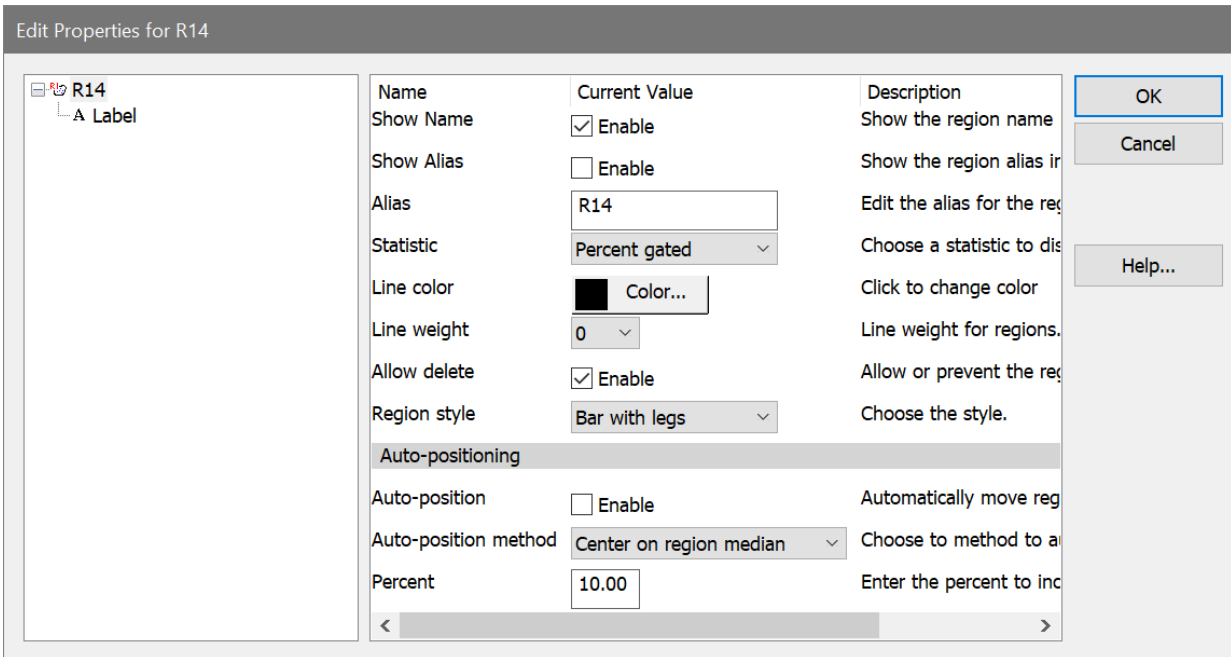 Edit Properties for R14
R14
A Label
Name Current Value Description
Show Name Enable Show the region name
Show Alias Enable Show the region alias in
Alias R14 Edit the alias for the reg
Statistic Percent gated Choose a statistic to dis
Line color Color... Click to change color
Line weight 0 Line weight for regions.
Allow delete Enable Allow or prevent the reg
Region style Bar with legs Choose the style.
Auto-positioning
Auto-position Enable Automatically move reg
Auto-position method Center on region median Choose to method to a
Percent 10.00 Enter the percent to inc
OK
Cancel
Help...